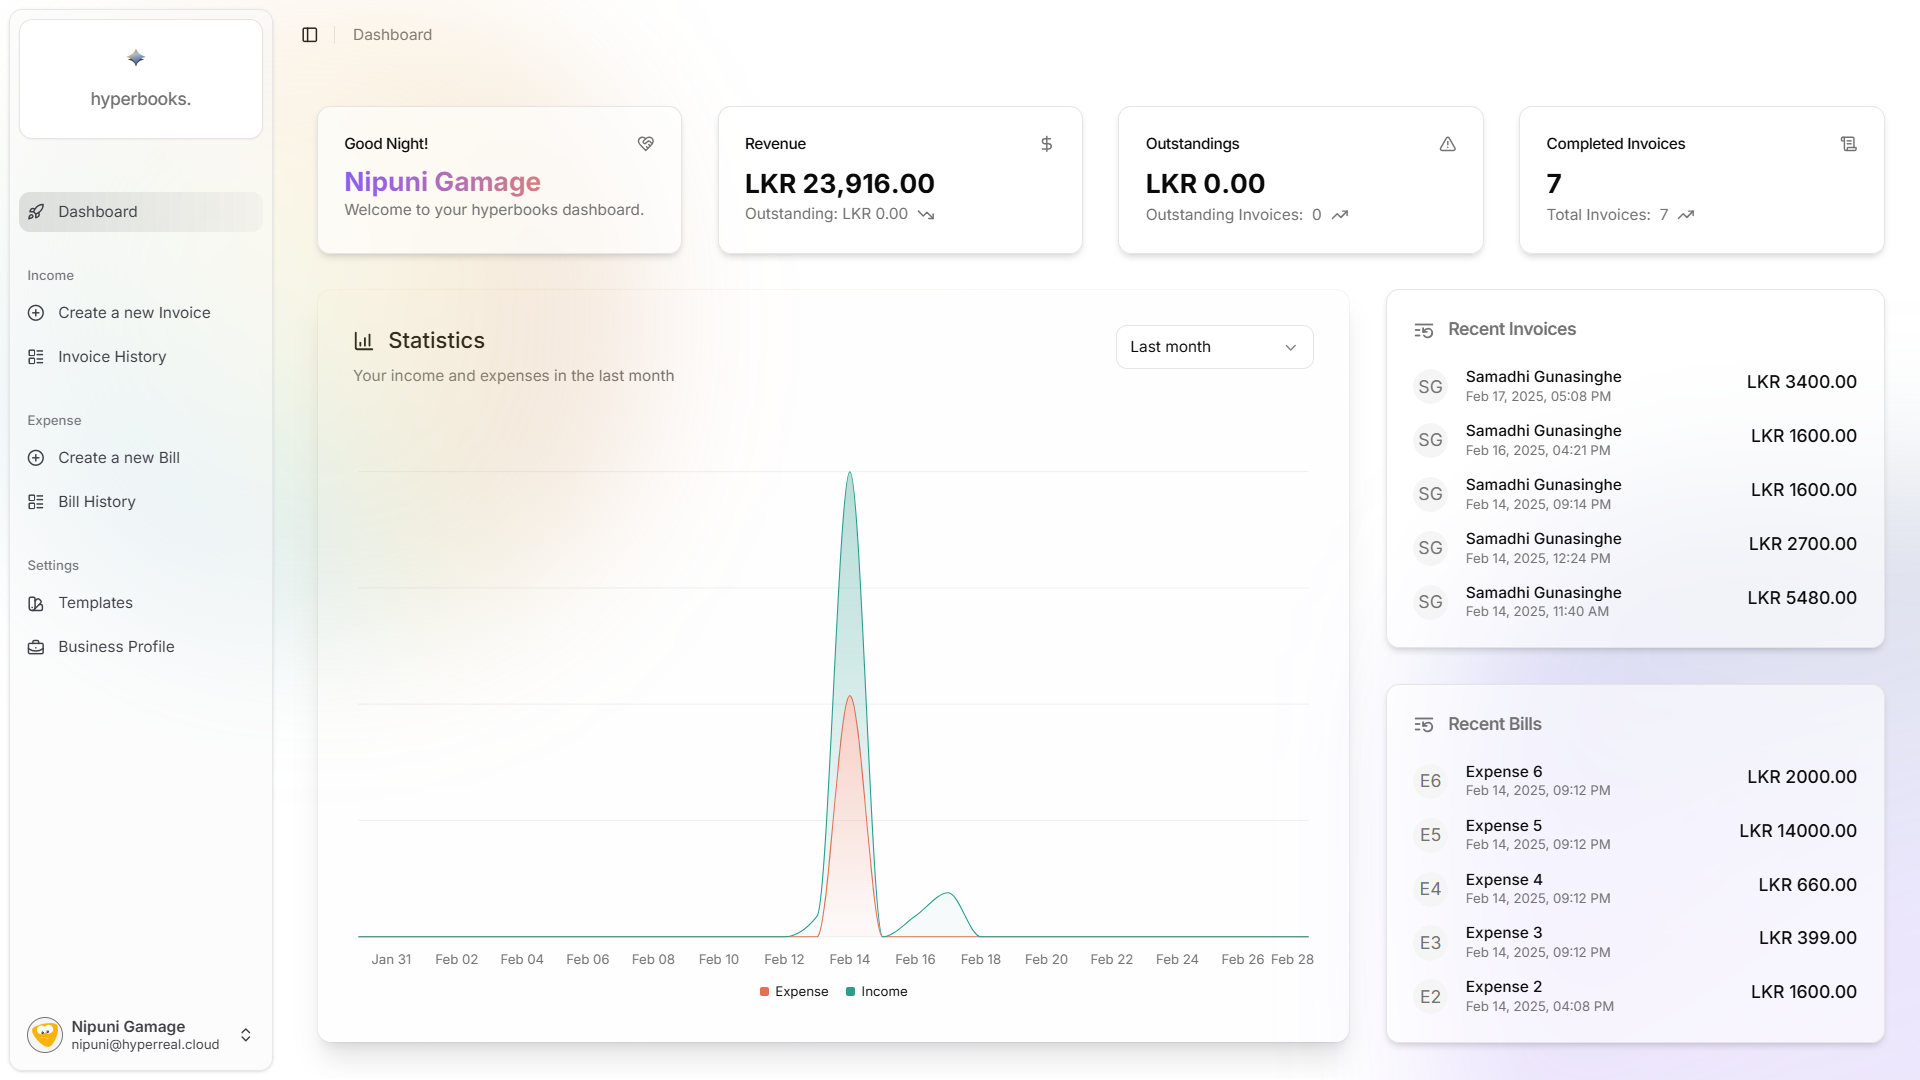 hyperbooks.
Dashboard
Income
Create a new Invoice
Invoice History
Expense
Create a new Bill
Bill History
Settings
Templates
Business Profile
Nipuni Gamage
nipuni@hyperreal.cloud
Dashboard
Good Night!
Nipuni Gamage
Welcome to your hyperbooks dashboard.
Revenue
LKR 23,916.00
Outstanding: LKR 0.00
Outstandings
LKR 0.00
Outstanding Invoices: 0
Completed Invoices
7
Total Invoices: 7
Statistics
Your income and expenses in the last month
Last month
Jan 31 Feb 02 Feb 04 Feb 06 Feb 08 Feb 10 Feb 12 Feb 14 Feb 16 Feb 18 Feb 20 Feb 22 Feb 24 Feb 26 Feb 28
Expense Income
Recent Invoices
SG Samadhi Gunasinghe LKR 3400.00
Feb 17, 2025, 05:08 PM
SG Samadhi Gunasinghe LKR 1600.00
Feb 16, 2025, 04:21 PM
SG Samadhi Gunasinghe LKR 1600.00
Feb 14, 2025, 09:14 PM
SG Samadhi Gunasinghe LKR 2700.00
Feb 14, 2025, 12:24 PM
SG Samadhi Gunasinghe LKR 5480.00
Feb 14, 2025, 11:40 AM
Recent Bills
E6 Expense 6 LKR 2000.00
Feb 14, 2025, 09:12 PM
E5 Expense 5 LKR 14000.00
Feb 14, 2025, 09:12 PM
E4 Expense 4 LKR 660.00
Feb 14, 2025, 09:12 PM
E3 Expense 3 LKR 399.00
Feb 14, 2025, 09:12 PM
E2 Expense 2 LKR 1600.00
Feb 14, 2025, 04:08 PM